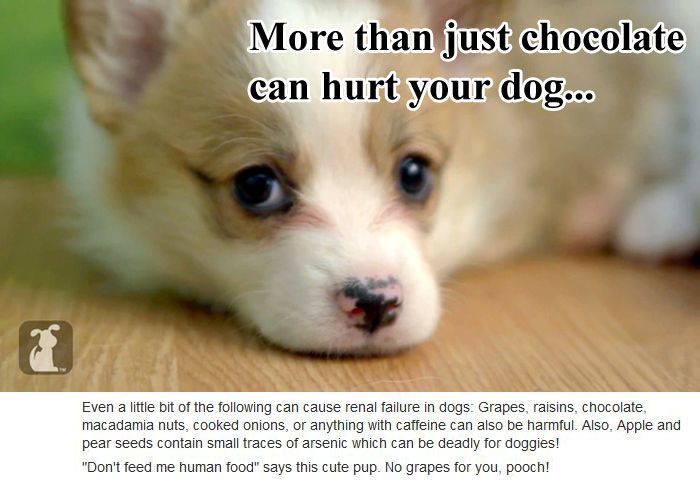 More than just chocolate
can hurt your dog...
Even a little bit of the following can cause renal failure in dogs: Grapes, raisins, chocolate,
macadamia nuts, cooked onions, or anything with caffeine can also be harmful. Also, Apple and
pear seeds contain small traces of arsenic which can be deadly for doggies!
"Don't feed me human food" says this cute pup. No grapes for you, pooch!